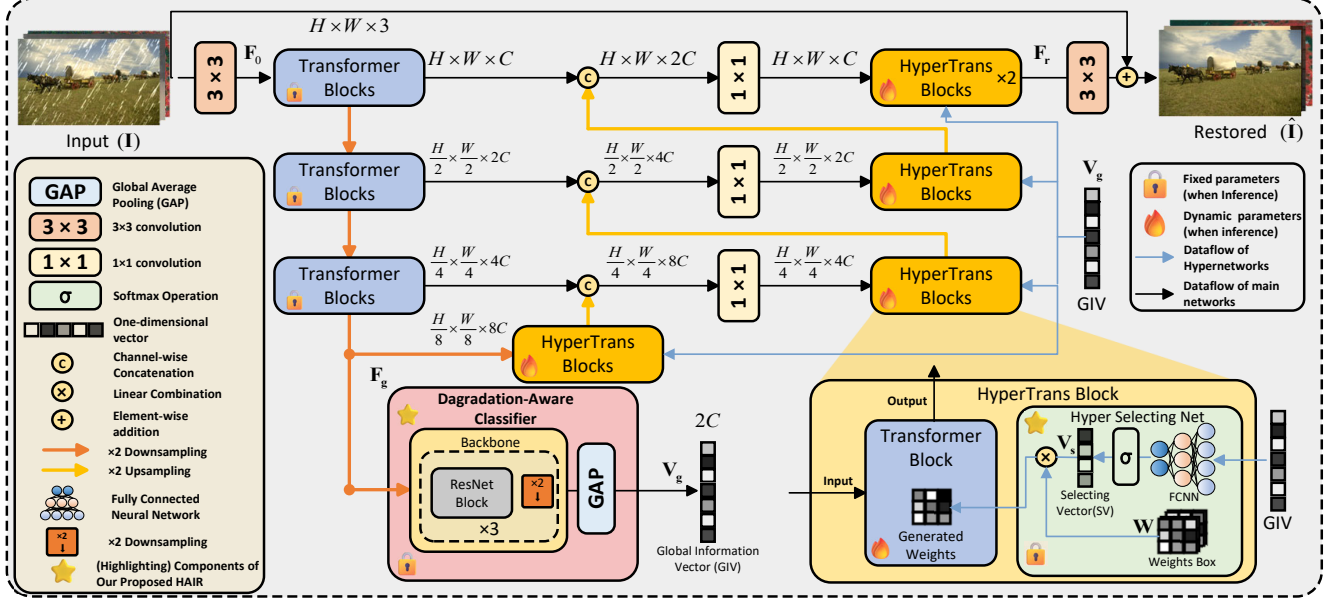 H × W × 3
3 × 3
F0
Transformer
Blocks
H × W × C
C
H × W × 2C
1 × 1
H × W × C
HyperTrans
Blocks
×2
Fr
3 × 3
+
Input (I)
Restored (Î)
Transformer
Blocks
H/2 × W/2 × 2C
C
H/2 × W/2 × 4C
1 × 1
H/2 × W/2 × 2C
HyperTrans
Blocks
Transformer
Blocks
H/4 × W/4 × 4C
C
H/4 × W/4 × 8C
1 × 1
H/4 × W/4 × 4C
HyperTrans
Blocks
H/8 × W/8 × 8C
HyperTrans
Blocks
Vg
GIV
GAP
Global Average
Pooling (GAP)
3 × 3
3×3 convolution
1 × 1
1×1 convolution
σ
Softmax Operation
One-dimensional
vector
C
Channel-wise
Concatenation
×
Linear Combination
+
Element-wise
addition
×2 Downsampling
×2 Upsampling
Fully Connected
Neural Network
×2
×2 Downsampling
(Highlighting) Components of
Our Proposed HAIR
Fixed parameters
(when Inference)
Dynamic parameters
(when inference)
Dataflow of
Hypernetworks
Dataflow of main
networks
Fg
Dagradation-Aware
Classifier
Backbone
ResNet
Block
×2
×3
GAP
Vg
2C
Global Information
Vector (GIV)
HyperTrans Block
Output
Input
Transformer
Block
Generated
Weights
Hyper Selecting Net
×
Vs
σ
Selecting
Vector(SV)
FCNN
W
Weights Box
GIV